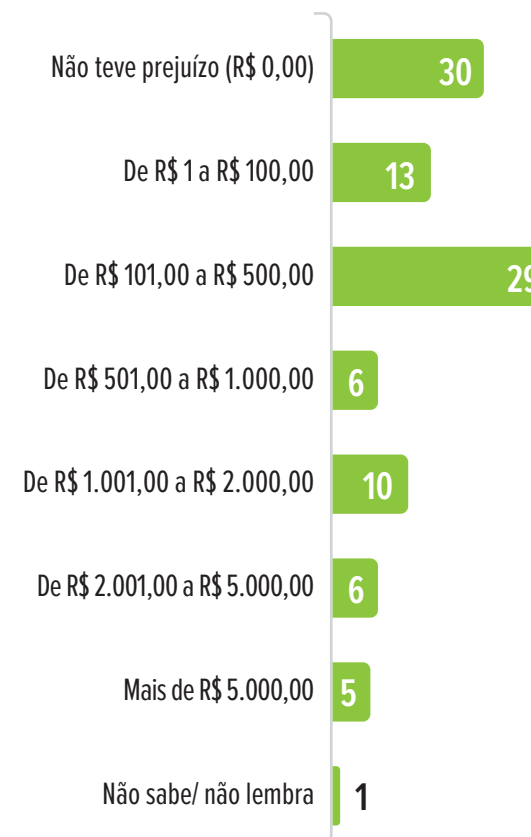 Não teve prejuízo (R$ 0,00) 30
De R$ 1 a R$ 100,00 13
De R$ 101,00 a R$ 500,00 29
De R$ 501,00 a R$ 1.000,00 6
De R$ 1.001,00 a R$ 2.000,00 10
De R$ 2.001,00 a R$ 5.000,00 6
Mais de R$ 5.000,00 5
Não sabe/ não lembra 1